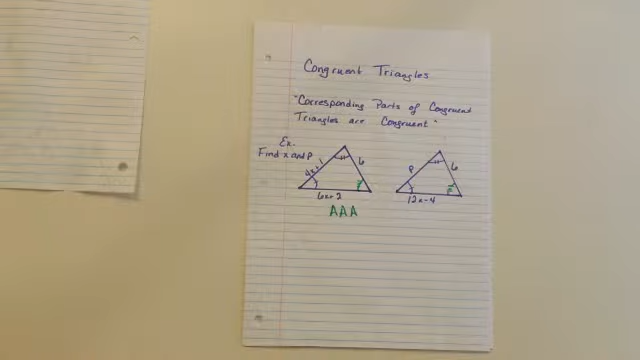 Congruent Triangles
"Corresponding Parts of Congruent
Triangles are Congruent"
Ex.
Find x and P
4x+1
6
6x+2
AAA
P
6
12x-4